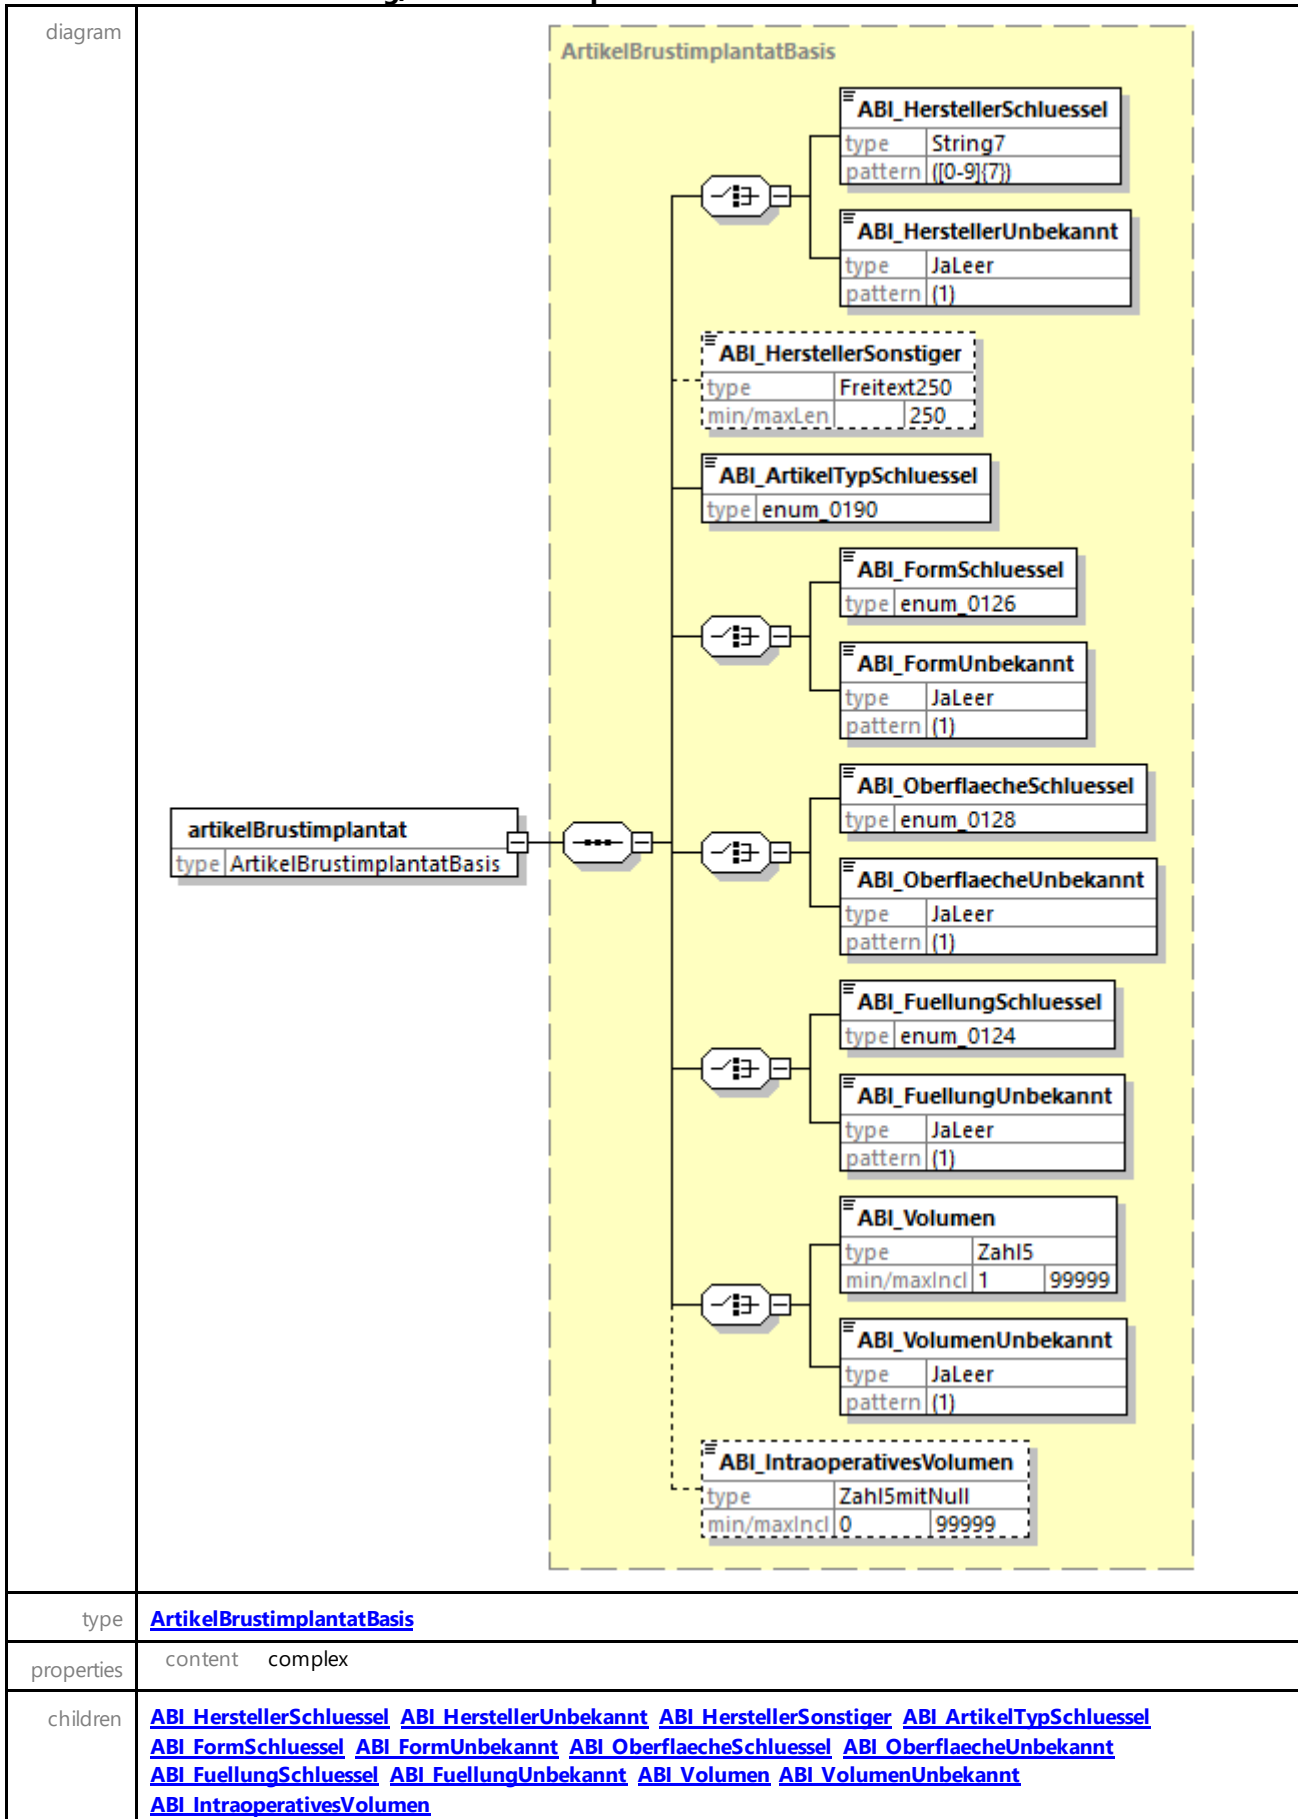 diagram
ArtikelBrustimplantatBasis
ABI_HerstellerSchluessel
type String7
pattern ([0-9]{7})
ABI_HerstellerUnbekannt
type JaLeer
pattern (1)
ABI_HerstellerSonstiger
type Freitext250
min/maxLen 250
ABI_ArtikelTypSchluessel
type enum_0190
ABI_FormSchluessel
type enum_0126
ABI_FormUnbekannt
type JaLeer
pattern (1)
ABI_OberflaecheSchluessel
type enum_0128
artikelBrustimplantat
type ArtikelBrustimplantatBasis
ABI_OberflaecheUnbekannt
type JaLeer
pattern (1)
ABI_FuellungSchluessel
type enum_0124
ABI_FuellungUnbekannt
type JaLeer
pattern (1)
ABI_Volumen
type Zahl5
min/maxIncl 1 99999
ABI_VolumenUnbekannt
type JaLeer
pattern (1)
ABI_IntraoperativesVolumen
type Zahl5mitNull
min/maxIncl 0 99999
type ArtikelBrustimplantatBasis
properties content complex
children ABI_HerstellerSchluessel ABI_HerstellerUnbekannt ABI_HerstellerSonstiger ABI_ArtikelTypSchluessel
ABI_FormSchluessel ABI_FormUnbekannt ABI_OberflaecheSchluessel ABI_OberflaecheUnbekannt
ABI_FuellungSchluessel ABI_FuellungUnbekannt ABI_Volumen ABI_VolumenUnbekannt
ABI_IntraoperativesVolumen